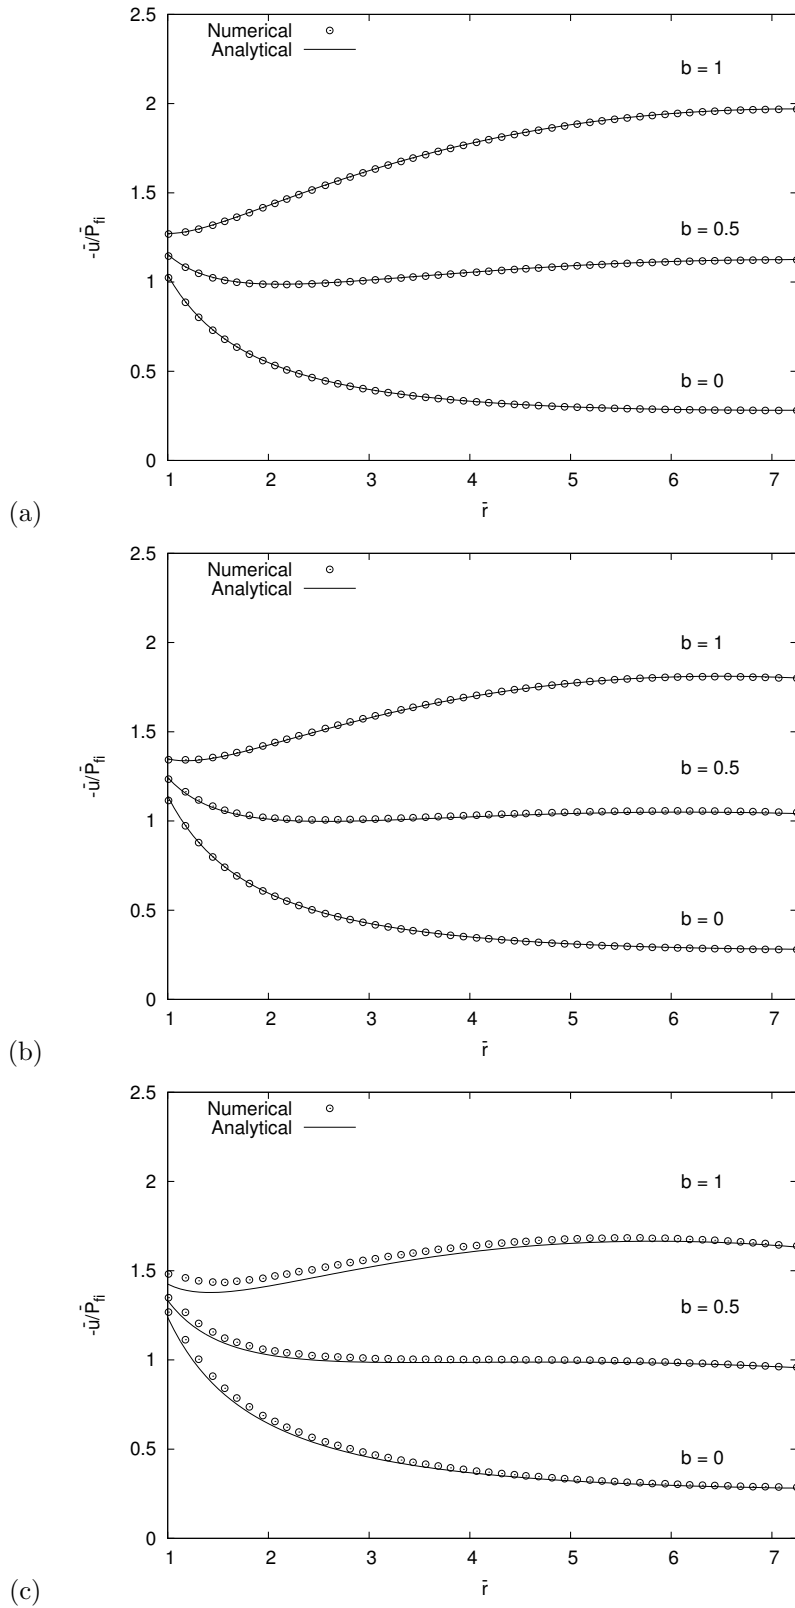 2.5
Numerical
Analytical
b = 1
2
1.5
-ū/P̄fi
b = 0.5
1
0.5
b = 0
0
1 2 3 4 5 6 7
(a)
r̄
2.5
Numerical
Analytical
b = 1
2
1.5
-ū/P̄fi
b = 0.5
1
0.5
b = 0
0
1 2 3 4 5 6 7
(b)
r̄
2.5
Numerical
Analytical
b = 1
2
1.5
-ū/P̄fi
b = 0.5
1
0.5
b = 0
0
1 2 3 4 5 6 7
(c)
r̄